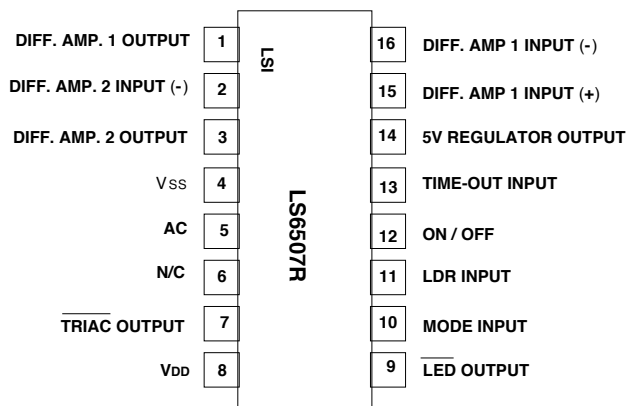 DIFF. AMP. 1 OUTPUT 1
LSI
16 DIFF. AMP 1 INPUT (-)
DIFF. AMP. 2 INPUT (-) 2
15 DIFF. AMP 1 INPUT (+)
DIFF. AMP. 2 OUTPUT 3
14 5V REGULATOR OUTPUT
VSS 4
13 TIME-OUT INPUT
LS6507R
AC 5
12 ON / OFF
N/C 6
11 LDR INPUT
TRIAC OUTPUT 7
10 MODE INPUT
VDD 8
9 LED OUTPUT